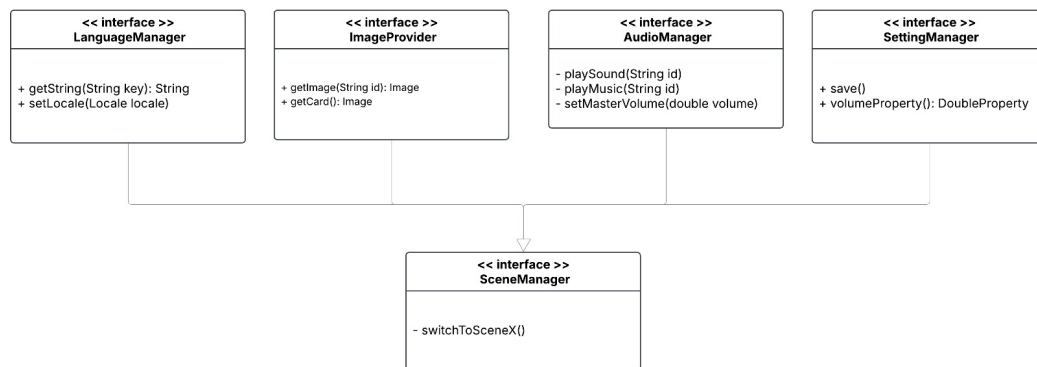 << interface >>
LanguageManager
+ getString(String key): String
+ setLocale(Locale locale)
<< interface >>
ImageProvider
+ getImage(String id): Image
+ getCard(): Image
<< interface >>
AudioManager
- playSound(String id)
- playMusic(String id)
- setMasterVolume(double volume)
<< interface >>
SettingManager
+ save()
+ volumeProperty(): DoubleProperty
<< interface >>
SceneManager
- switchToSceneX()